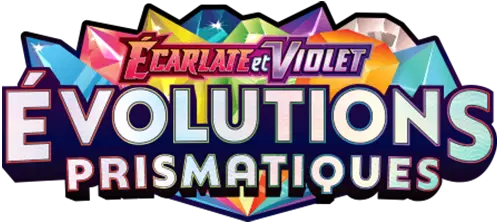 ÉCARLATE et VIOLET
ÉVOLUTIONS
PRISMATIQUES